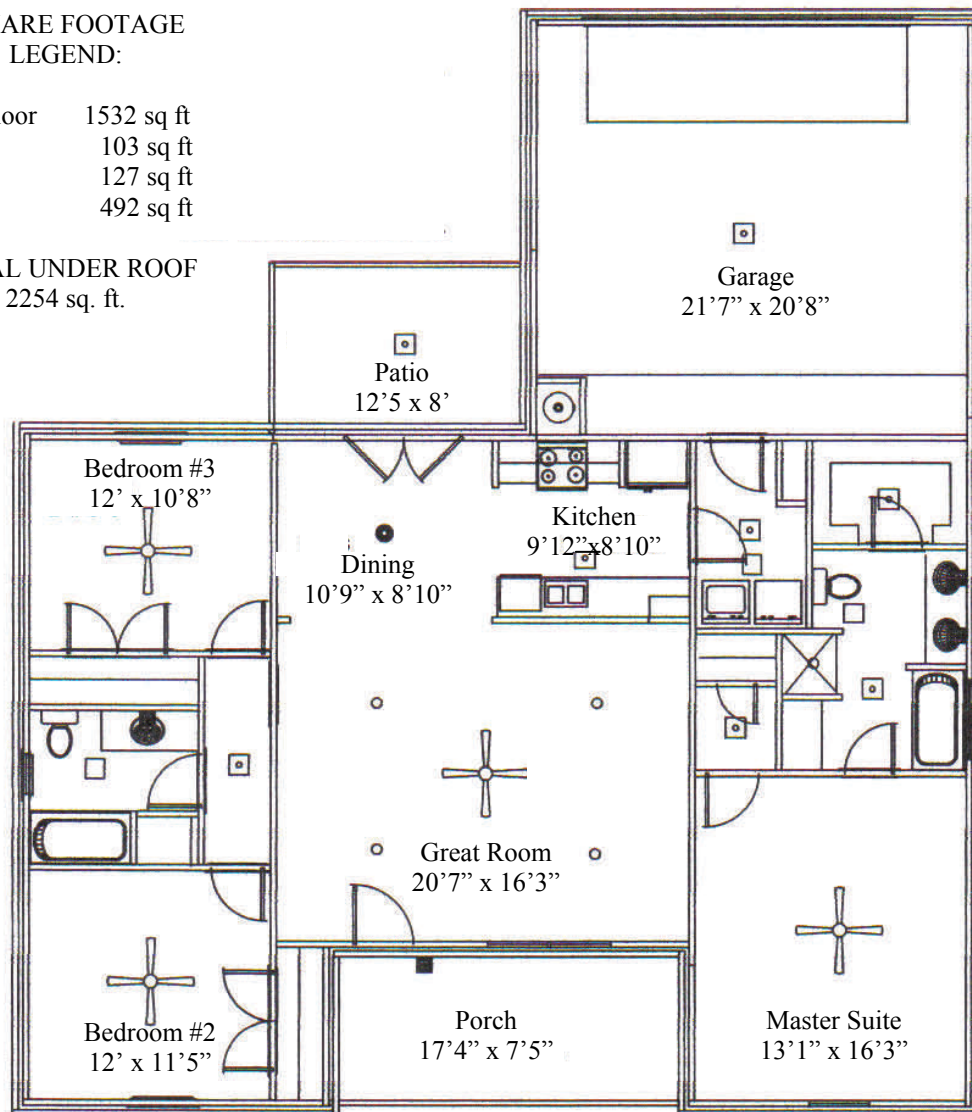 ARE FOOTAGE
LEGEND:
oor 1532 sq ft
103 sq ft
127 sq ft
492 sq ft
AL UNDER ROOF
2254 sq. ft.
Garage
21’7” x 20’8”
Patio
12’5 x 8’
Bedroom #3
12’ x 10’8”
Kitchen
9’12”x8’10”
Dining
10’9” x 8’10”
Great Room
20’7” x 16’3”
Bedroom #2
12’ x 11’5”
Porch
17’4” x 7’5”
Master Suite
13’1” x 16’3”